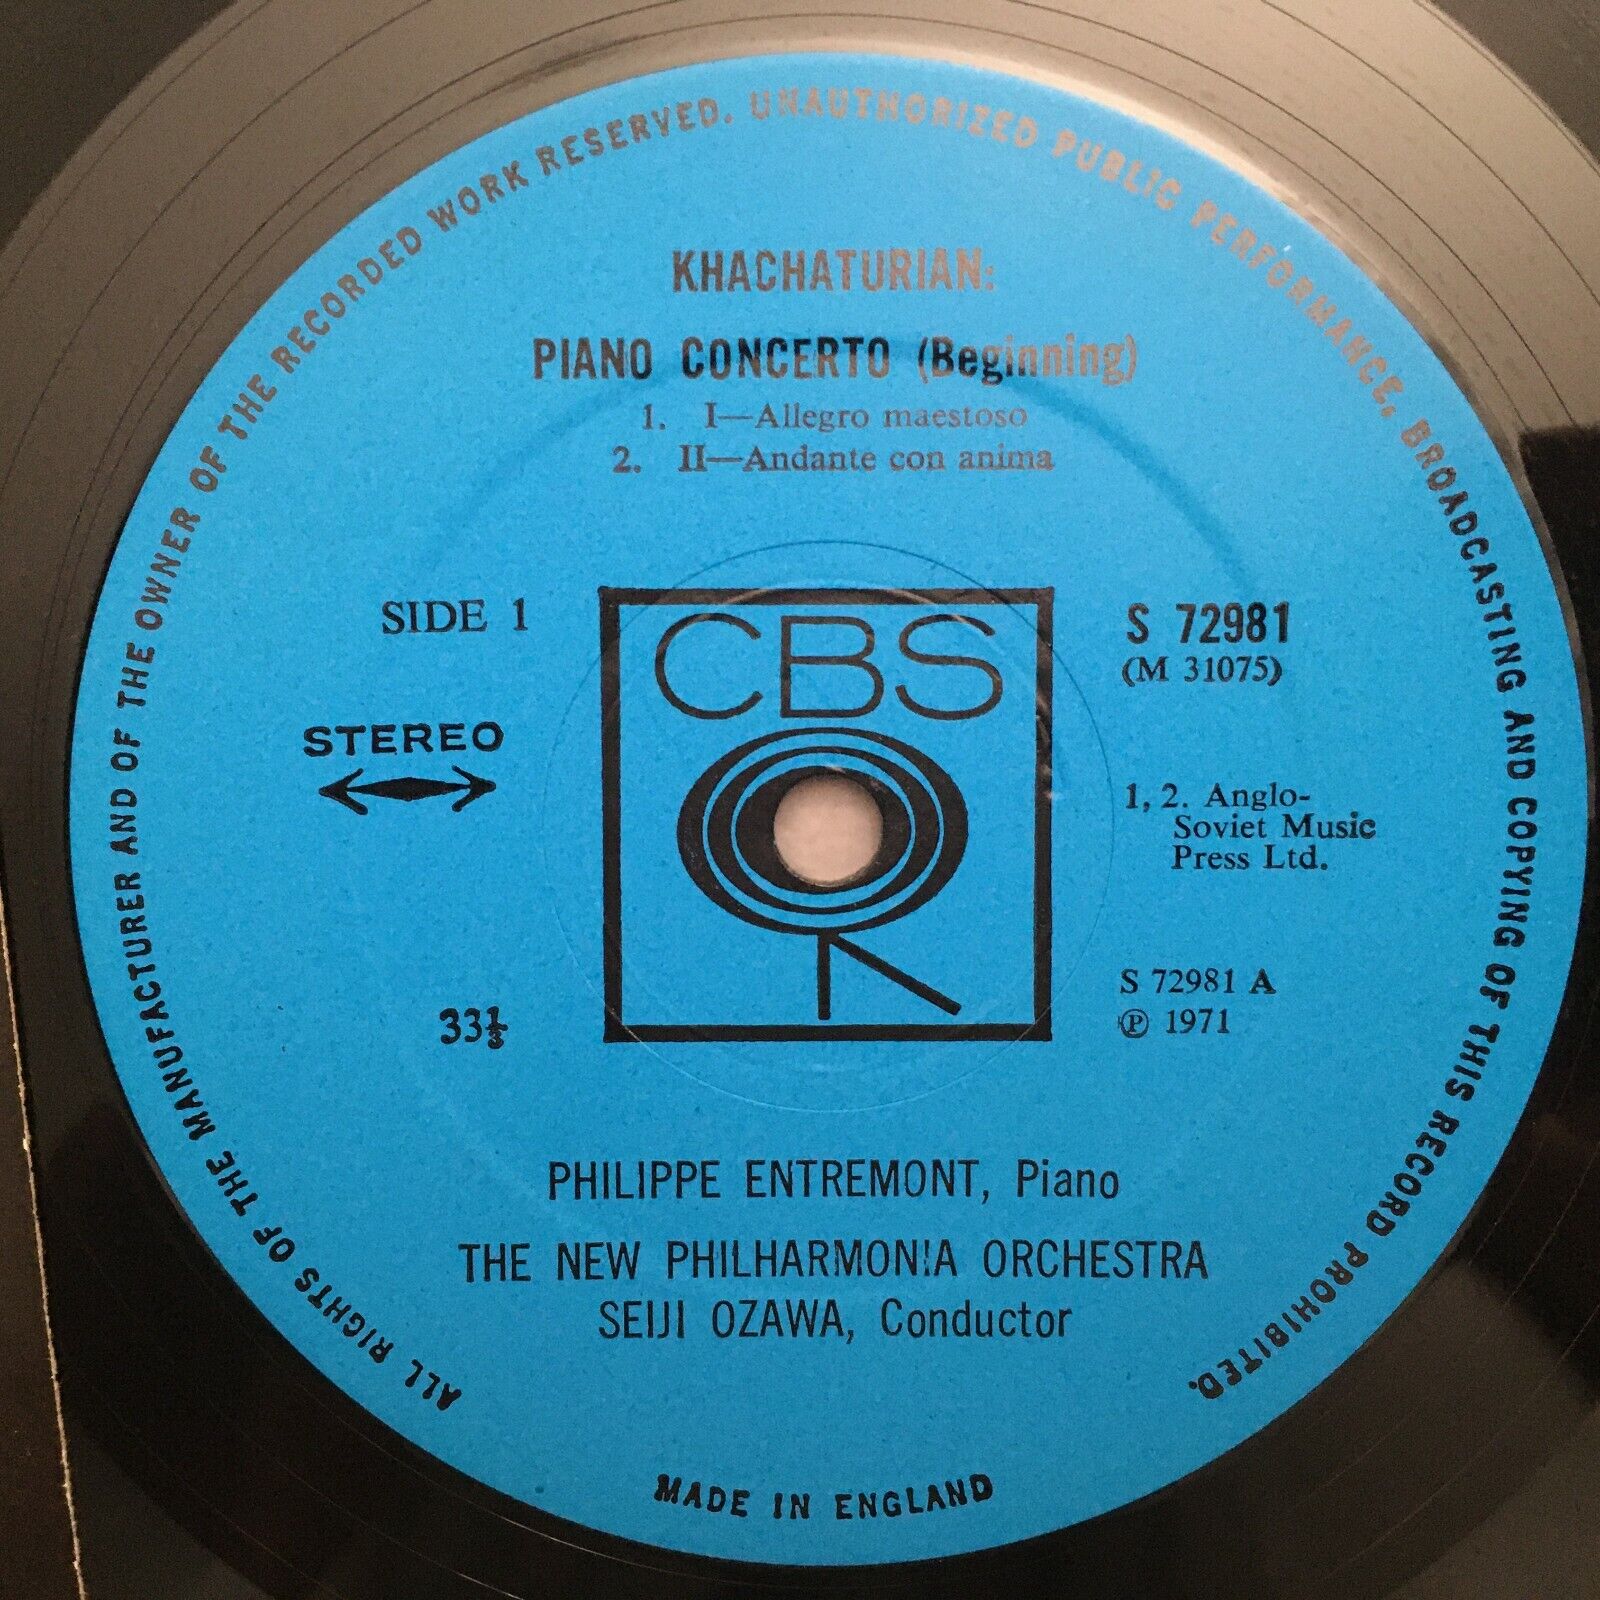 ALL RIGHTS OF THE MANUFACTURER AND OF THE OWNER OF THE RECORDED WORK RESERVED. UNAUTHORIZED PUBLIC PERFORMANCE, BROADCASTING AND COPYING OF THIS RECORD PROHIBITED.
KHACHATURIAN:
PIANO CONCERTO (Beginning)
1. I—Allegro maestoso
2. II—Andante con anima
SIDE 1
CBS
S 72981
(M 31075)
STEREO
1, 2. Anglo-
Soviet Music
Press Ltd.
S 72981 A
33⅓
℗ 1971
PHILIPPE ENTREMONT, Piano
THE NEW PHILHARMONIA ORCHESTRA
SEIJI OZAWA, Conductor
MADE IN ENGLAND